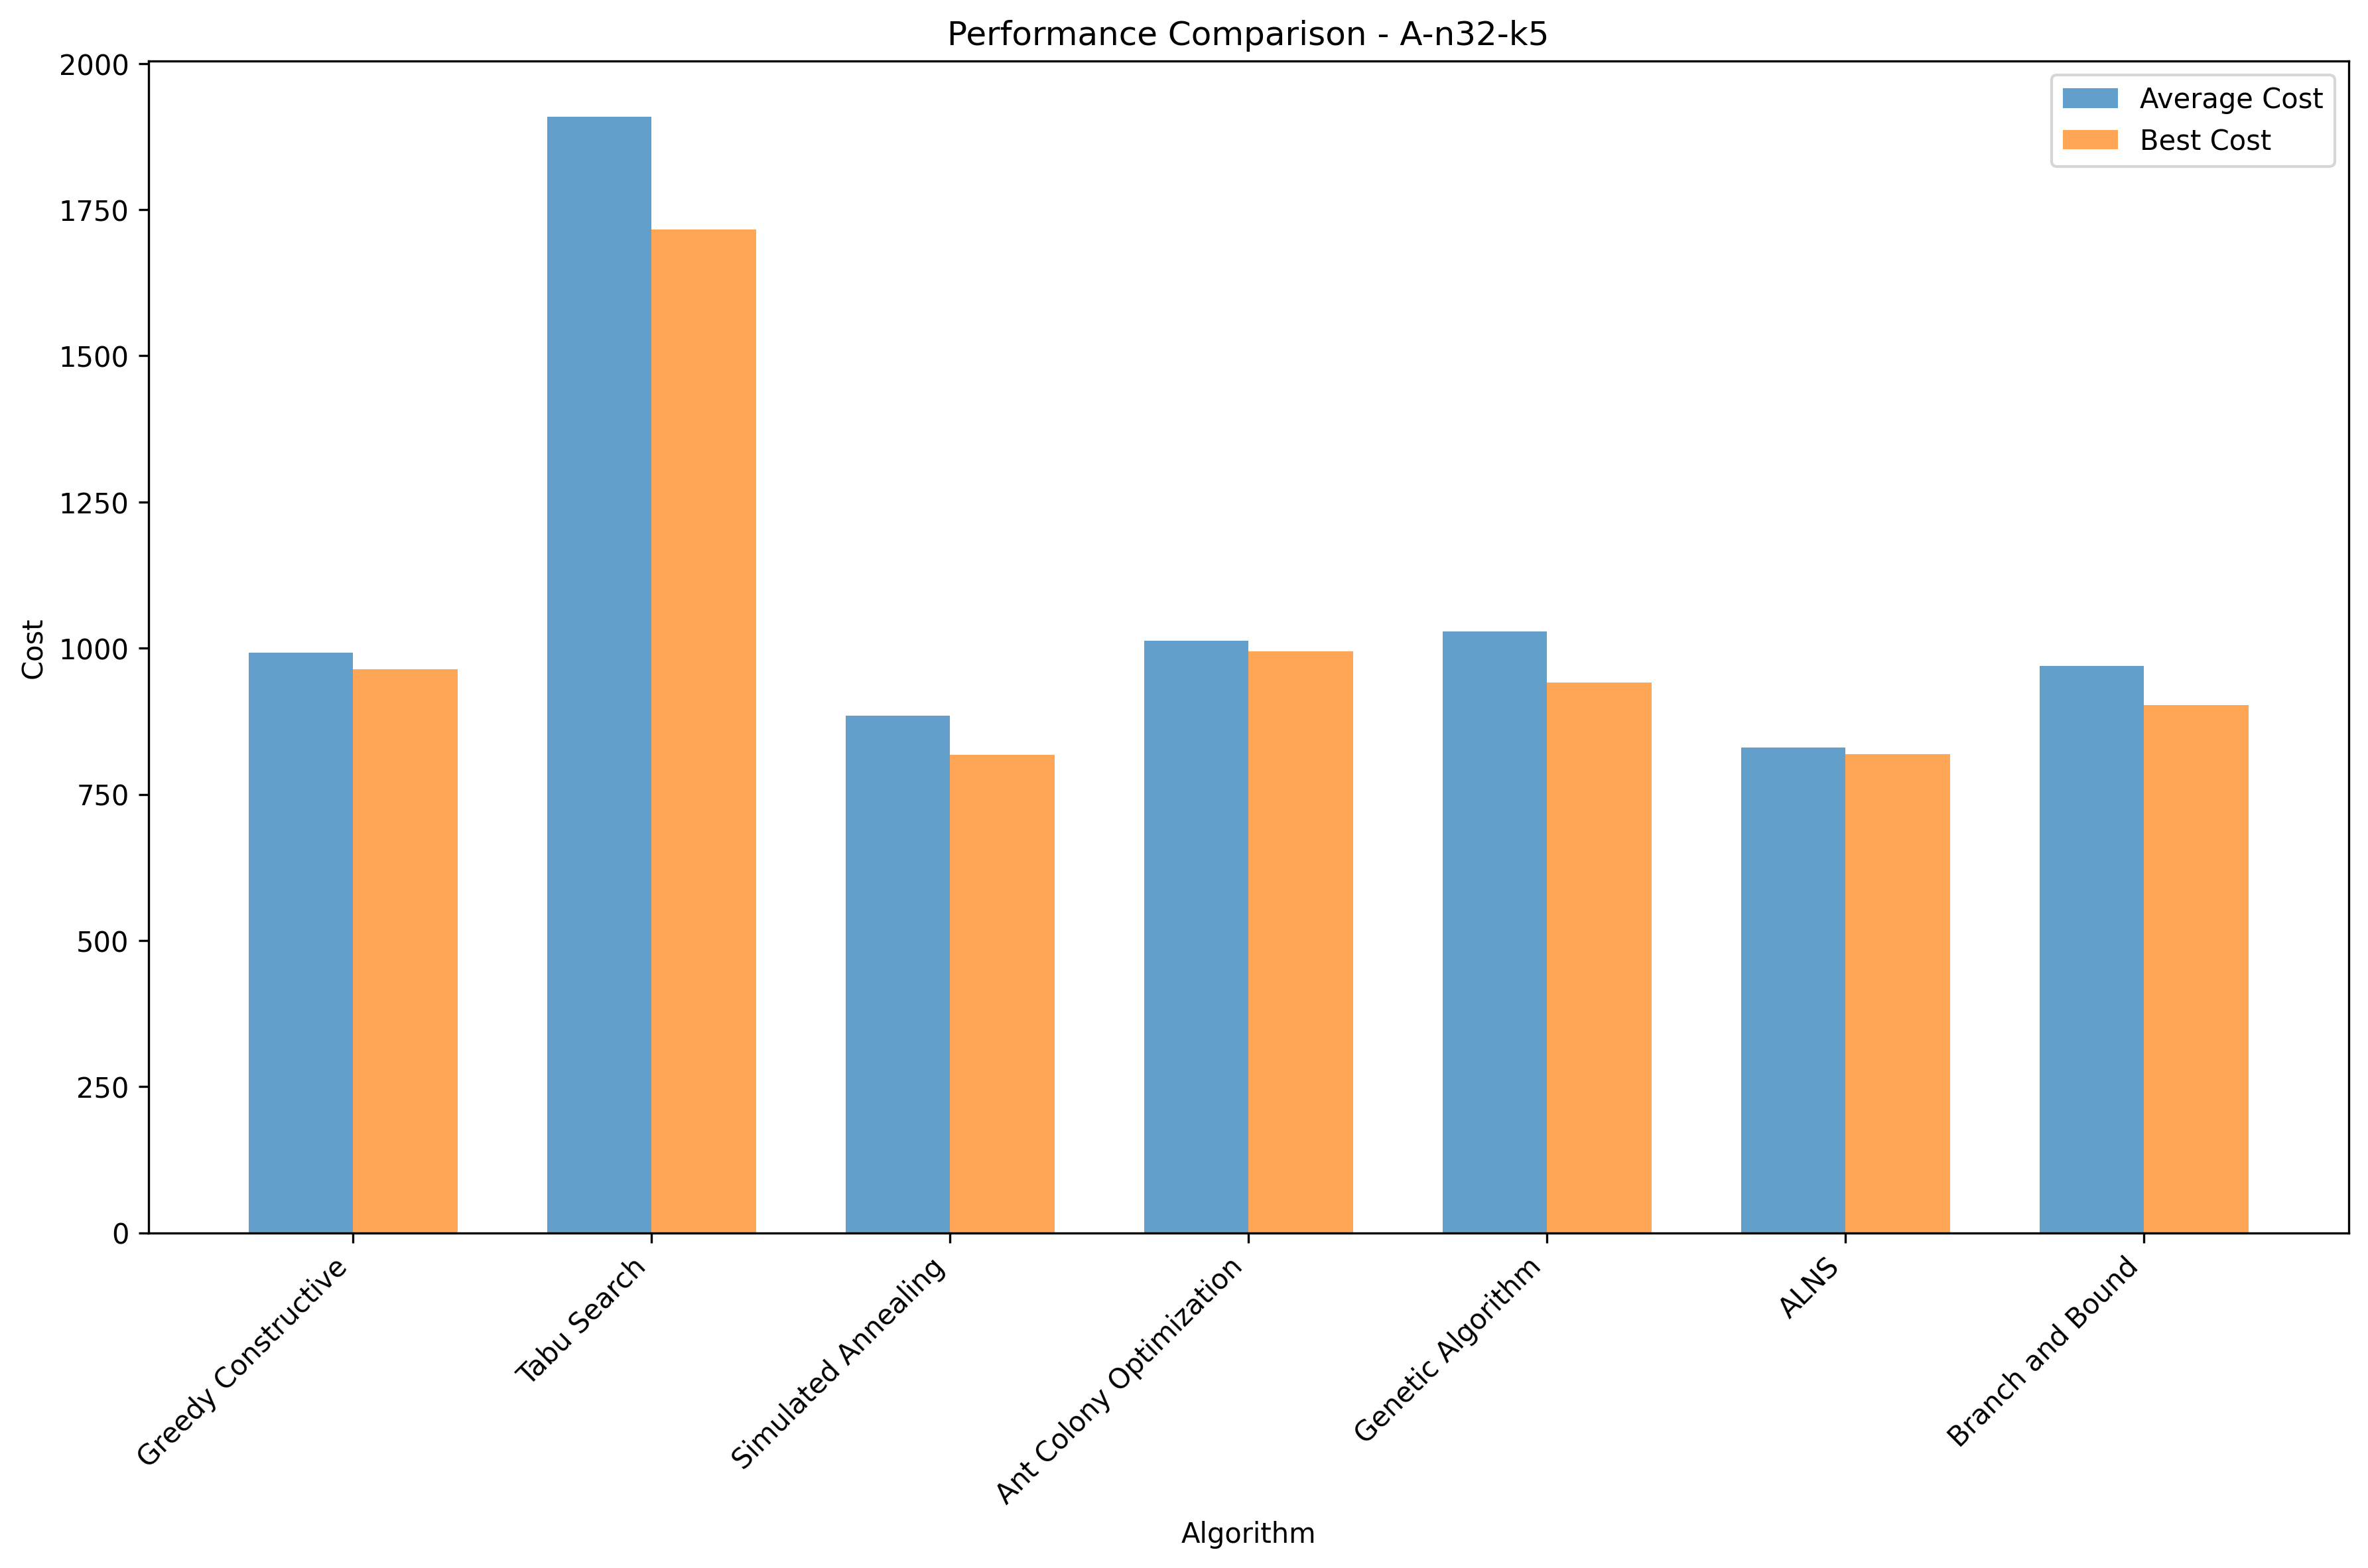 Performance Comparison - A-n32-k5
Average Cost
Best Cost
Cost
2000
1750
1500
1250
1000
750
500
250
0
Greedy Constructive
Tabu Search
Simulated Annealing
Ant Colony Optimization
Genetic Algorithm
ALNS
Branch and Bound
Algorithm